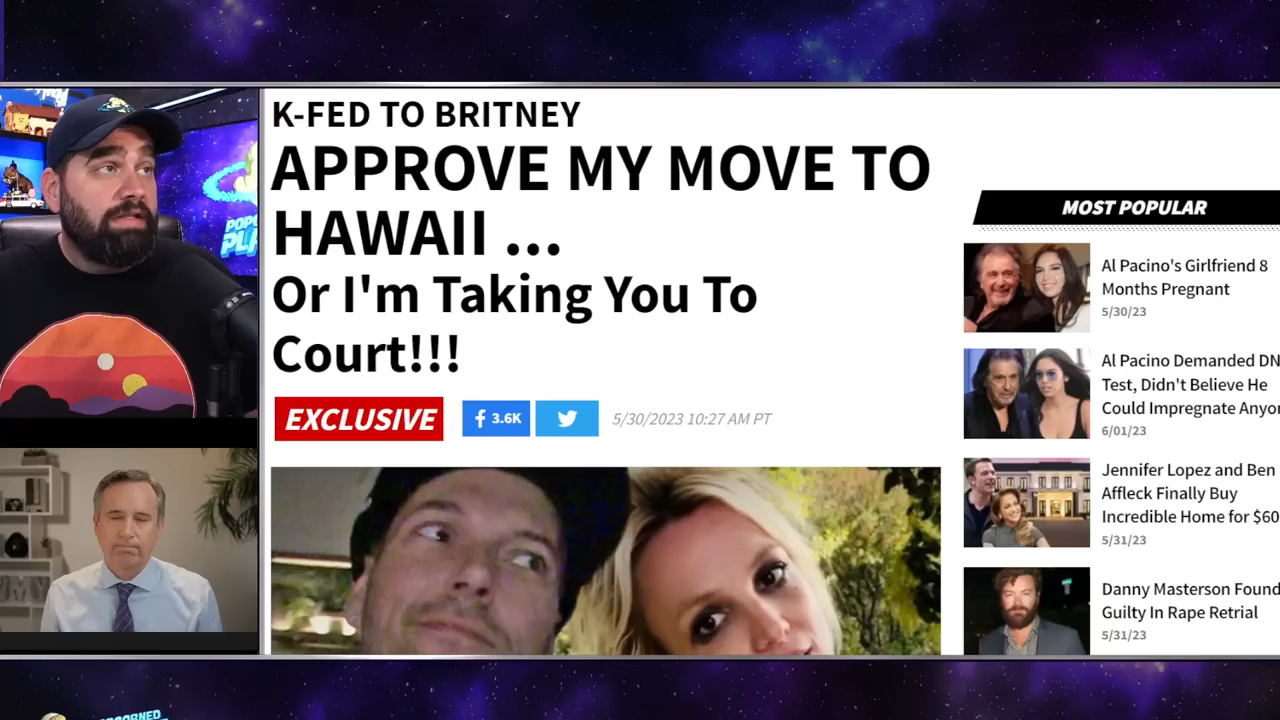 K-FED TO BRITNEY
APPROVE MY MOVE TO
HAWAII ...
Or I'm Taking You To
Court!!!
EXCLUSIVE
3.6K
5/30/2023 10:27 AM PT
MOST POPULAR
Al Pacino's Girlfriend 8
Months Pregnant
5/30/23
Al Pacino Demanded DN
Test, Didn't Believe He
Could Impregnate Anyo
6/01/23
Jennifer Lopez and Ben
Affleck Finally Buy
Incredible Home for $60
5/31/23
Danny Masterson Found
Guilty In Rape Retrial
5/31/23